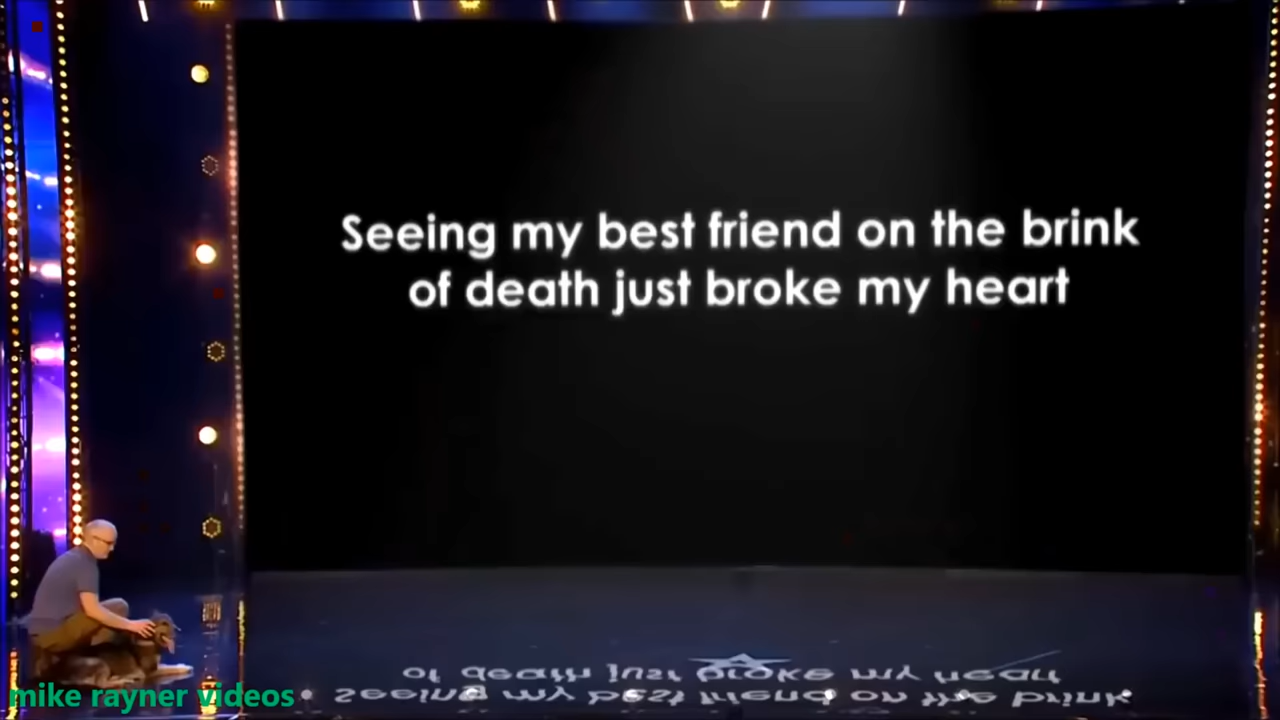 Seeing my best friend on the brink
of death just broke my heart
mike rayner videos